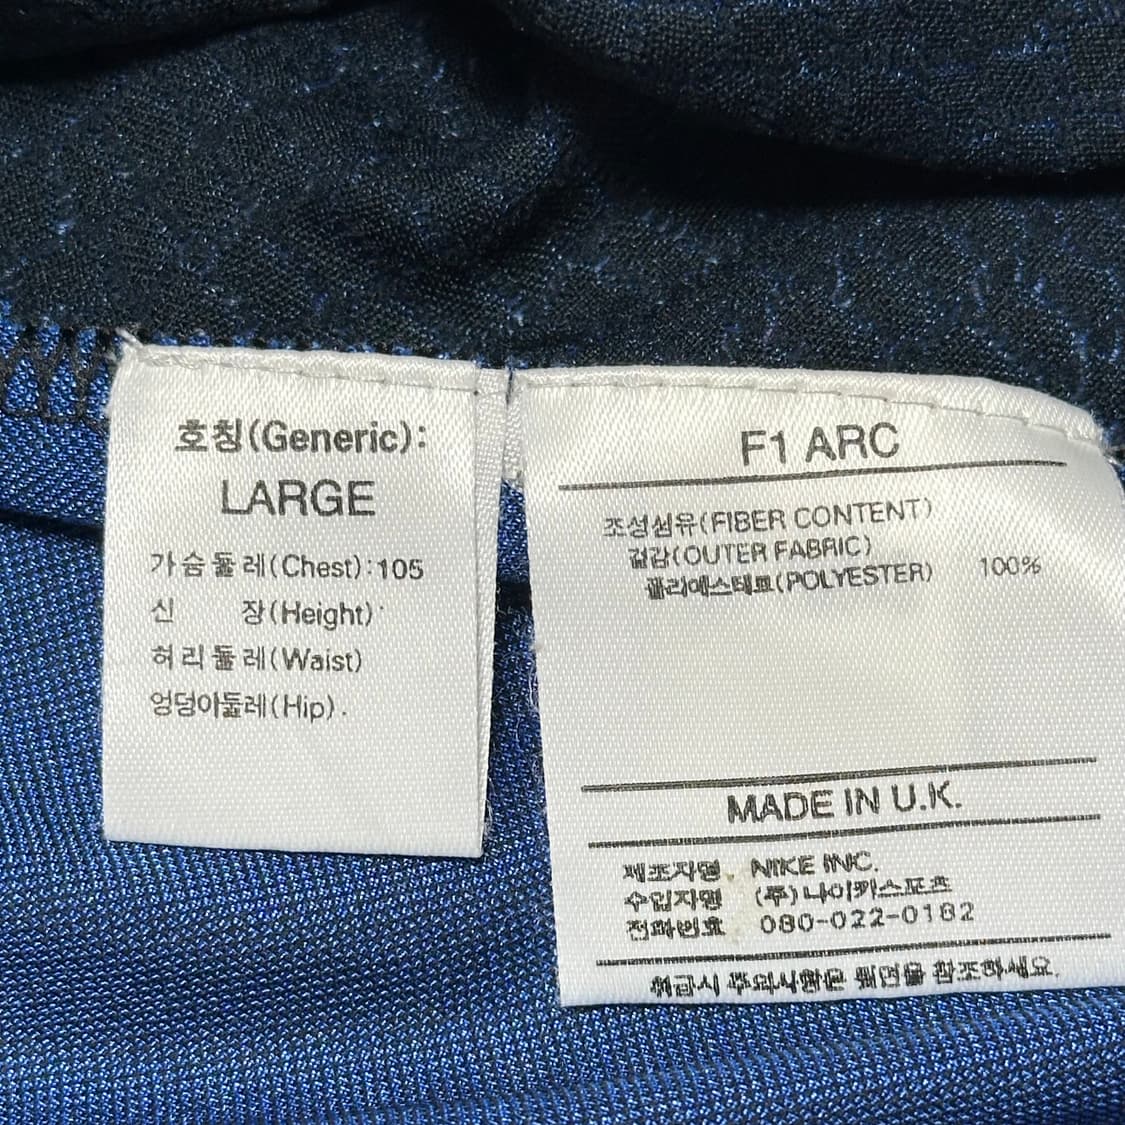 호칭(Generic):
LARGE
가슴둘레(Chest):105
신 장(Height)
허리둘레(Waist)
엉덩이둘레(Hip).
F1 ARC
조성섬유(FIBER CONTENT)
겉감(OUTER FABRIC)
폴리에스테르(POLYESTER) 100%
MADE IN U.K.
제조자명. NIKE INC.
수입자명 (주)나이키스포츠
전화번호 080-022-0182
취급시 주의사항은 뒷면을 참조하세요.